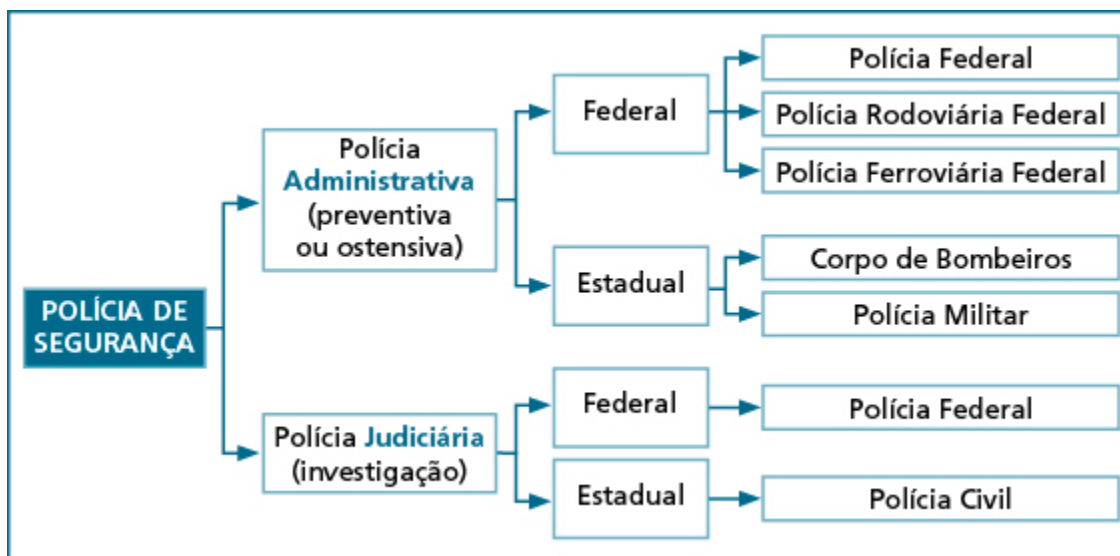 POLÍCIA DE
SEGURANÇA
Polícia
Administrativa
(preventiva
ou ostensiva)
Federal
Polícia Federal
Polícia Rodoviária Federal
Polícia Ferroviária Federal
Estadual
Corpo de Bombeiros
Polícia Militar
Polícia Judiciária
(investigação)
Federal
Polícia Federal
Estadual
Polícia Civil